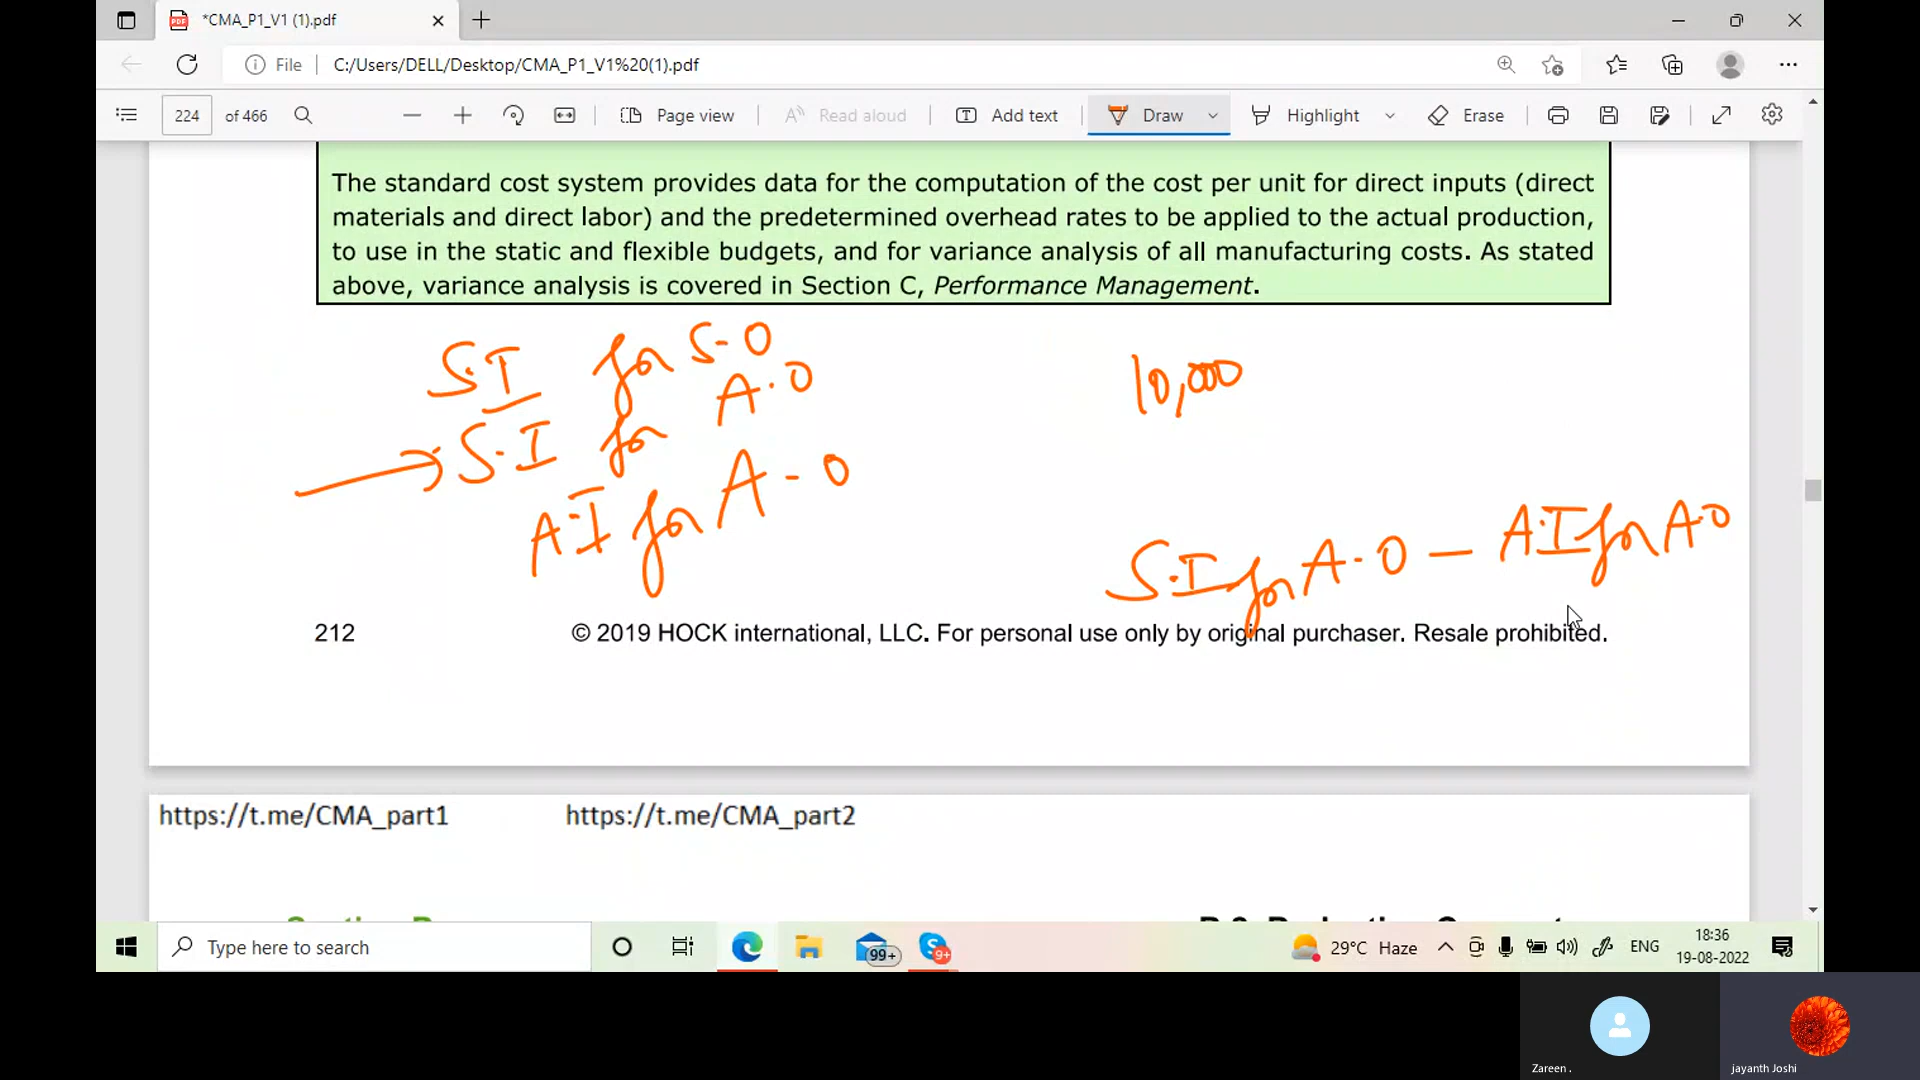 *CMA_P1_V1 (1).pdf
File C:/Users/DELL/Desktop/CMA_P1_V1%20(1).pdf
224 of 466 Page view Read aloud Add text Draw Highlight Erase
The standard cost system provides data for the computation of the cost per unit for direct inputs (direct
materials and direct labor) and the predetermined overhead rates to be applied to the actual production,
to use in the static and flexible budgets, and for variance analysis of all manufacturing costs. As stated
above, variance analysis is covered in Section C, Performance Management.
S.I for S-O
10,000
S.I for A.O
A.I for A-O
S.I for A.O — A.I for A.O
212 © 2019 HOCK international, LLC. For personal use only by original purchaser. Resale prohibited.
https://t.me/CMA_part1 https://t.me/CMA_part2
Type here to search 99+ 9+ 29°C Haze ENG 18:36
19-08-2022
Zareen . jayanth Joshi